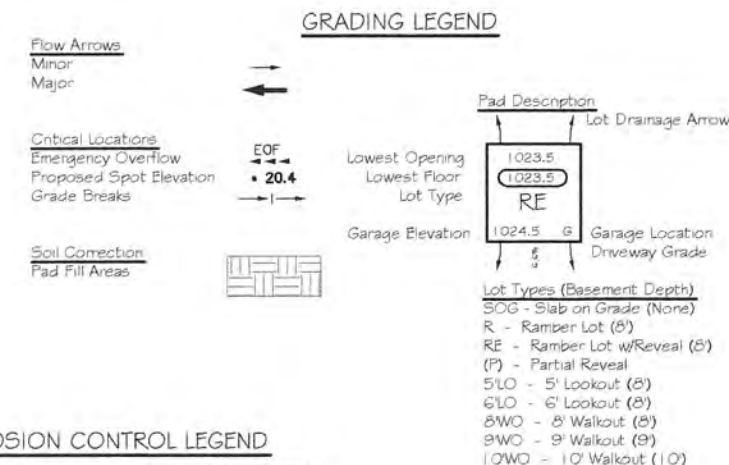 GRADING LEGEND
Flow Arrows
Minor
Major
Critical Locations
Emergency Overflow EOF
Proposed Spot Elevation • 20.4
Grade Breaks
Soil Correction
Pad Fill Areas
Pad Description
Lot Drainage Arrow
Lowest Opening 1023.5
Lowest Floor 1023.5
Lot Type RE
Garage Elevation 1024.5 G Garage Location
Driveway Grade
Lot Types (Basement Depth)
SOG - Slab on Grade (None)
R - Ramber Lot (8')
RE - Ramber Lot w/Reveal (8')
(P) - Partial Reveal
5'LO - 5' Lookout (8')
6'LO - 6' Lookout (8')
8'WO - 8' Walkout (8')
9'WO - 9' Walkout (9')
10'WO - 10' Walkout (10')
OSION CONTROL LEGEND